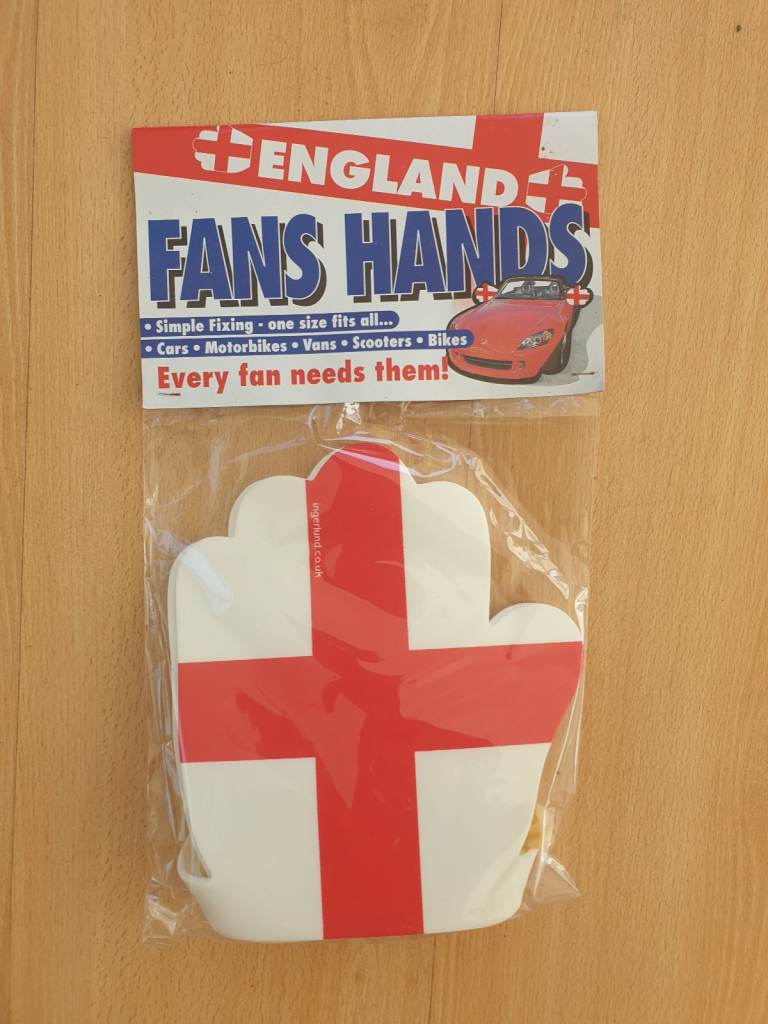 ENGLAND
FANS HANDS
• Simple Fixing - one size fits all...
• Cars • Motorbikes • Vans • Scooters • Bikes
Every fan needs them!
ingerlund.co.uk